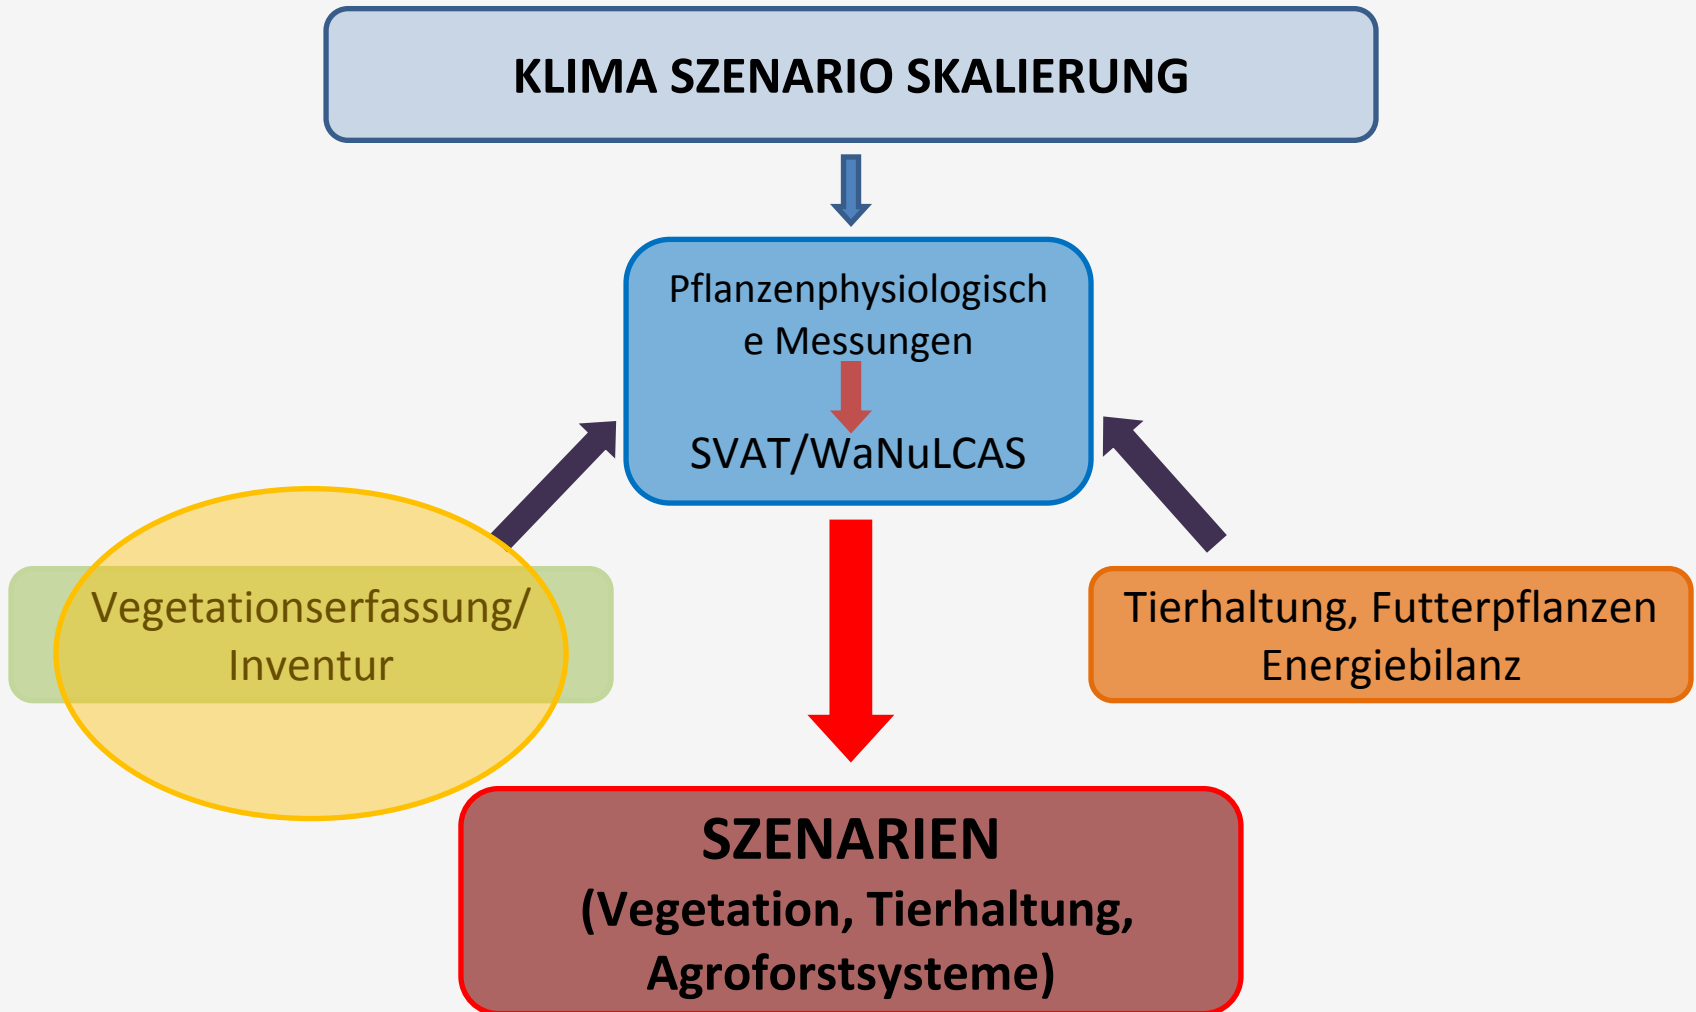 KLIMA SZENARIO SKALIERUNG
Pflanzenphysiologisch
e Messungen
SVAT/WaNuLCAS
Vegetationserfassung/
Inventur
Tierhaltung, Futterpflanzen
Energiebilanz
SZENARIEN
(Vegetation, Tierhaltung,
Agroforstsysteme)